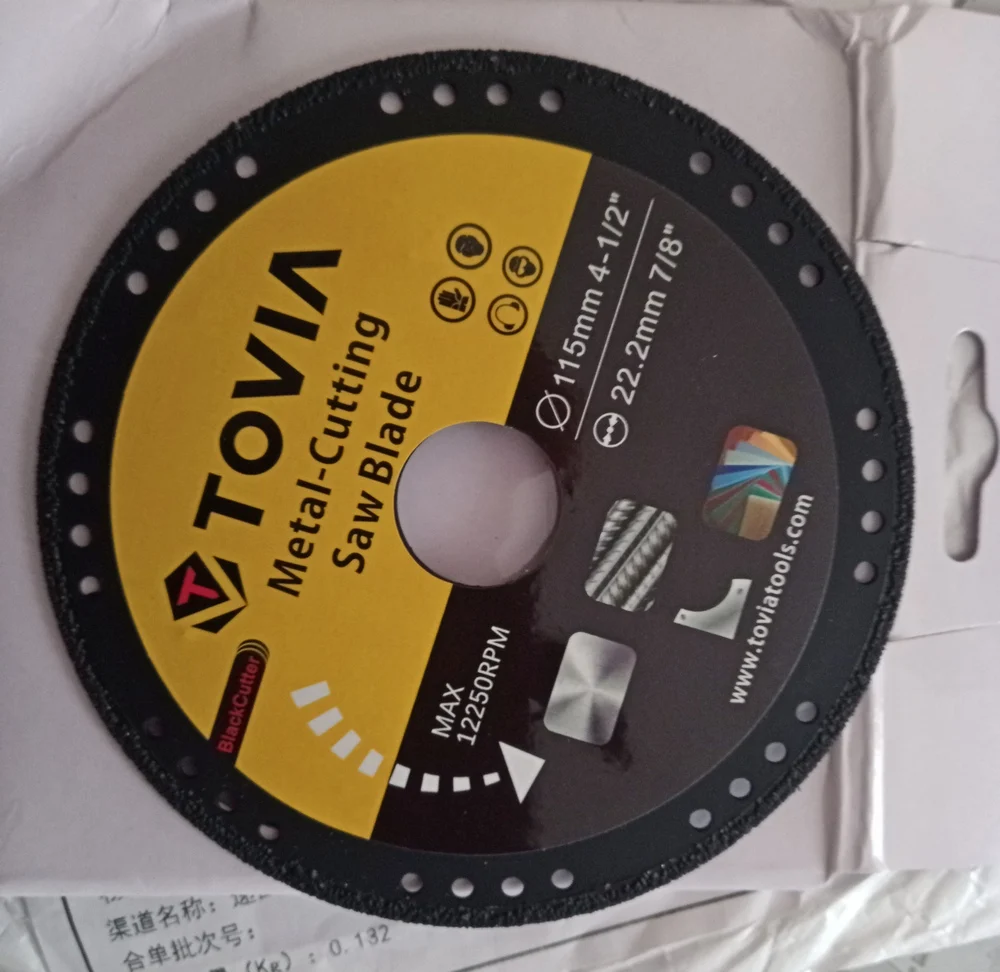 TOVIA
Metal-Cutting
Saw Blade
BlackCutter
115mm 4-1/2"
22.2mm 7/8"
MAX
12250RPM
www.toviatools.com
渠道名称:
合单批次号:
(Kg) : 0.132